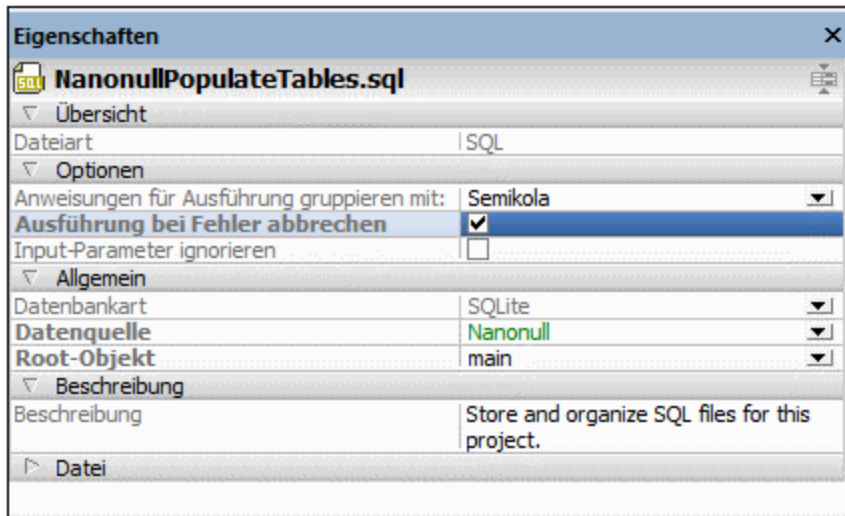 Eigenschaften
NanonullPopulateTables.sql
Übersicht
Dateiart SQL
Optionen
Anweisungen für Ausführung gruppieren mit: Semikola
Ausführung bei Fehler abbrechen
Input-Parameter ignorieren
Allgemein
Datenbankart SQLite
Datenquelle Nanonull
Root-Objekt main
Beschreibung
Beschreibung Store and organize SQL files for this
project.
Datei